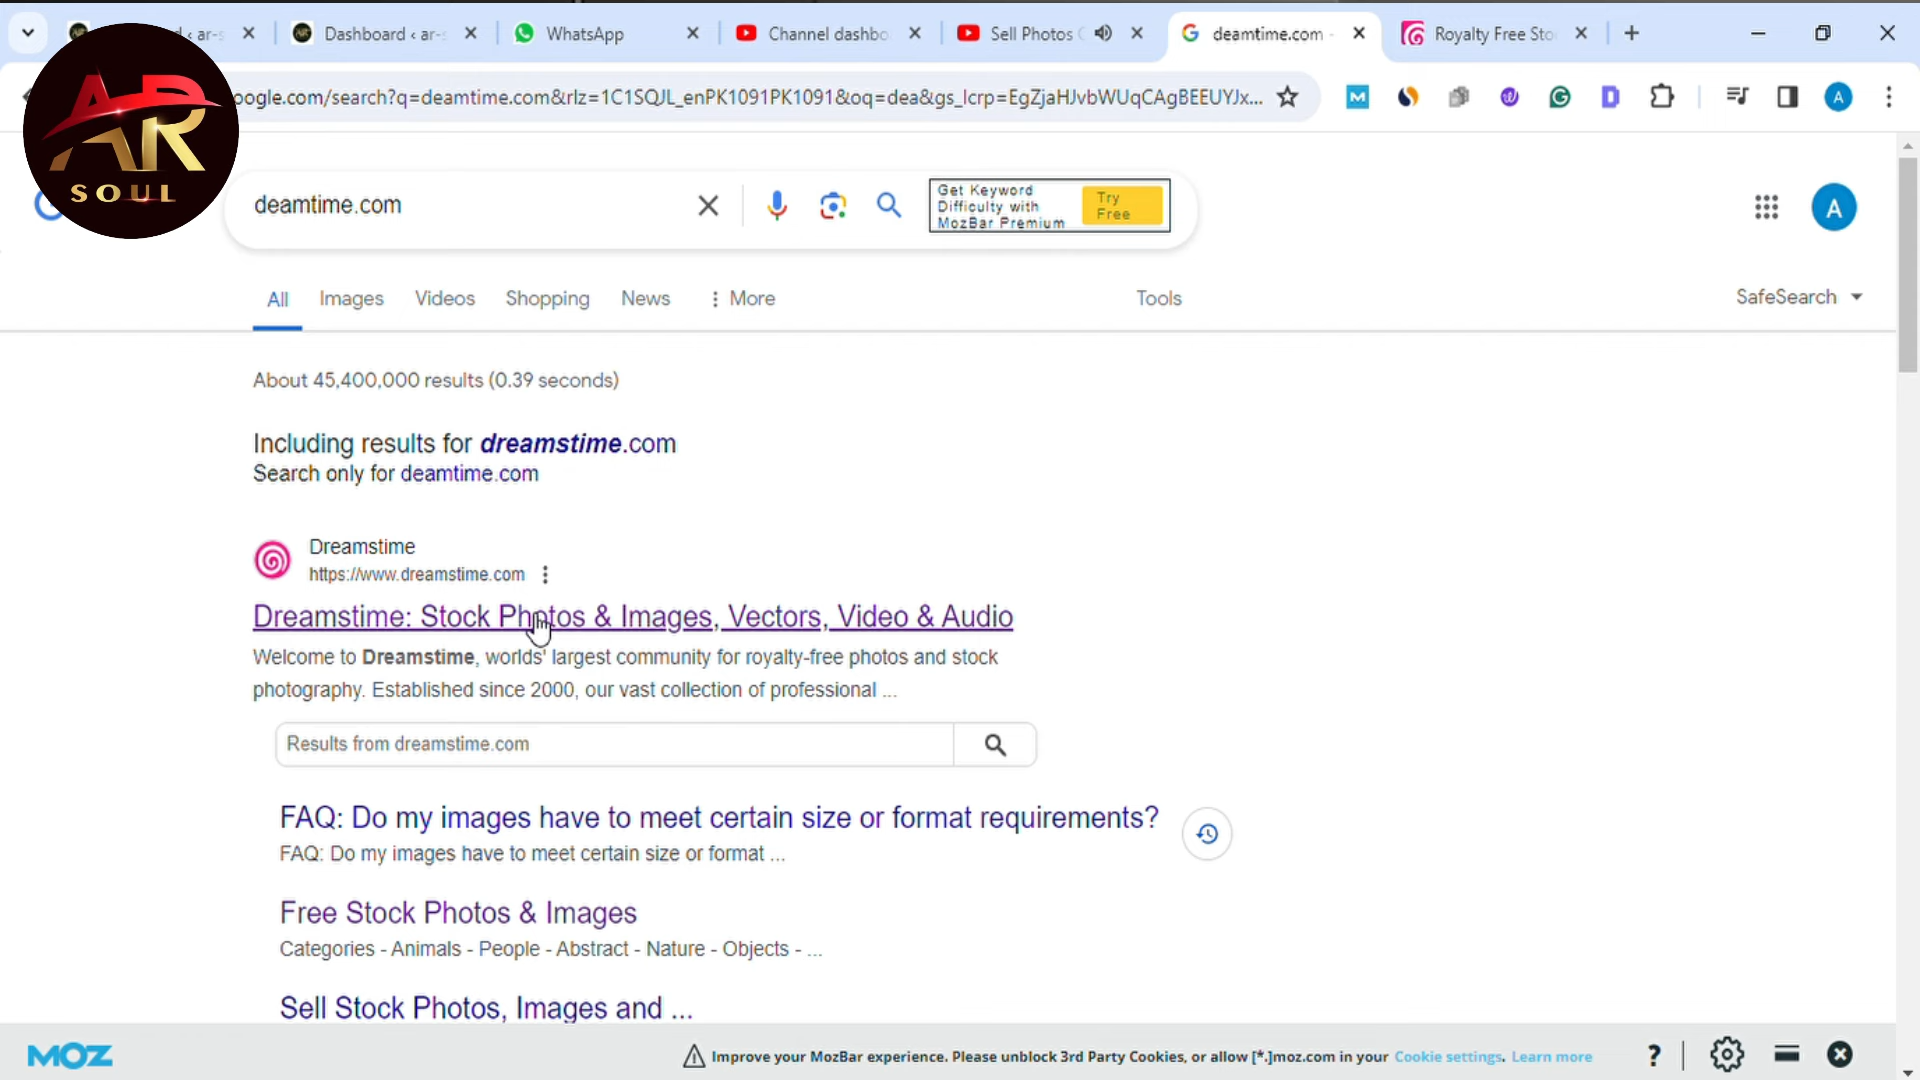 ar-s
Dashboard ‹ ar-
WhatsApp
Channel dashbo
Sell Photos
deamtime.com -
Royalty Free Sto
oogle.com/search?q=deamtime.com&rlz=1C1SQJL_enPK1091PK1091&oq=dea&gs_lcrp=EgZjaHJvbWUqCAgBEEUYJx...
AR
SOUL
deamtime.com
Get Keyword
Difficulty with
MozBar Premium
Try
Free
A
A
All
Images
Videos
Shopping
News
More
Tools
SafeSearch
About 45,400,000 results (0.39 seconds)
Including results for dreamstime.com
Search only for deamtime.com
Dreamstime
https://www.dreamstime.com
Dreamstime: Stock Photos & Images, Vectors, Video & Audio
Welcome to Dreamstime, worlds' largest community for royalty-free photos and stock
photography. Established since 2000, our vast collection of professional ...
Results from dreamstime.com
FAQ: Do my images have to meet certain size or format requirements?
FAQ: Do my images have to meet certain size or format ...
Free Stock Photos & Images
Categories - Animals - People - Abstract - Nature - Objects - ...
Sell Stock Photos, Images and ...
MOZ
Improve your MozBar experience. Please unblock 3rd Party Cookies, or allow [*.]moz.com in your Cookie settings. Learn more
?